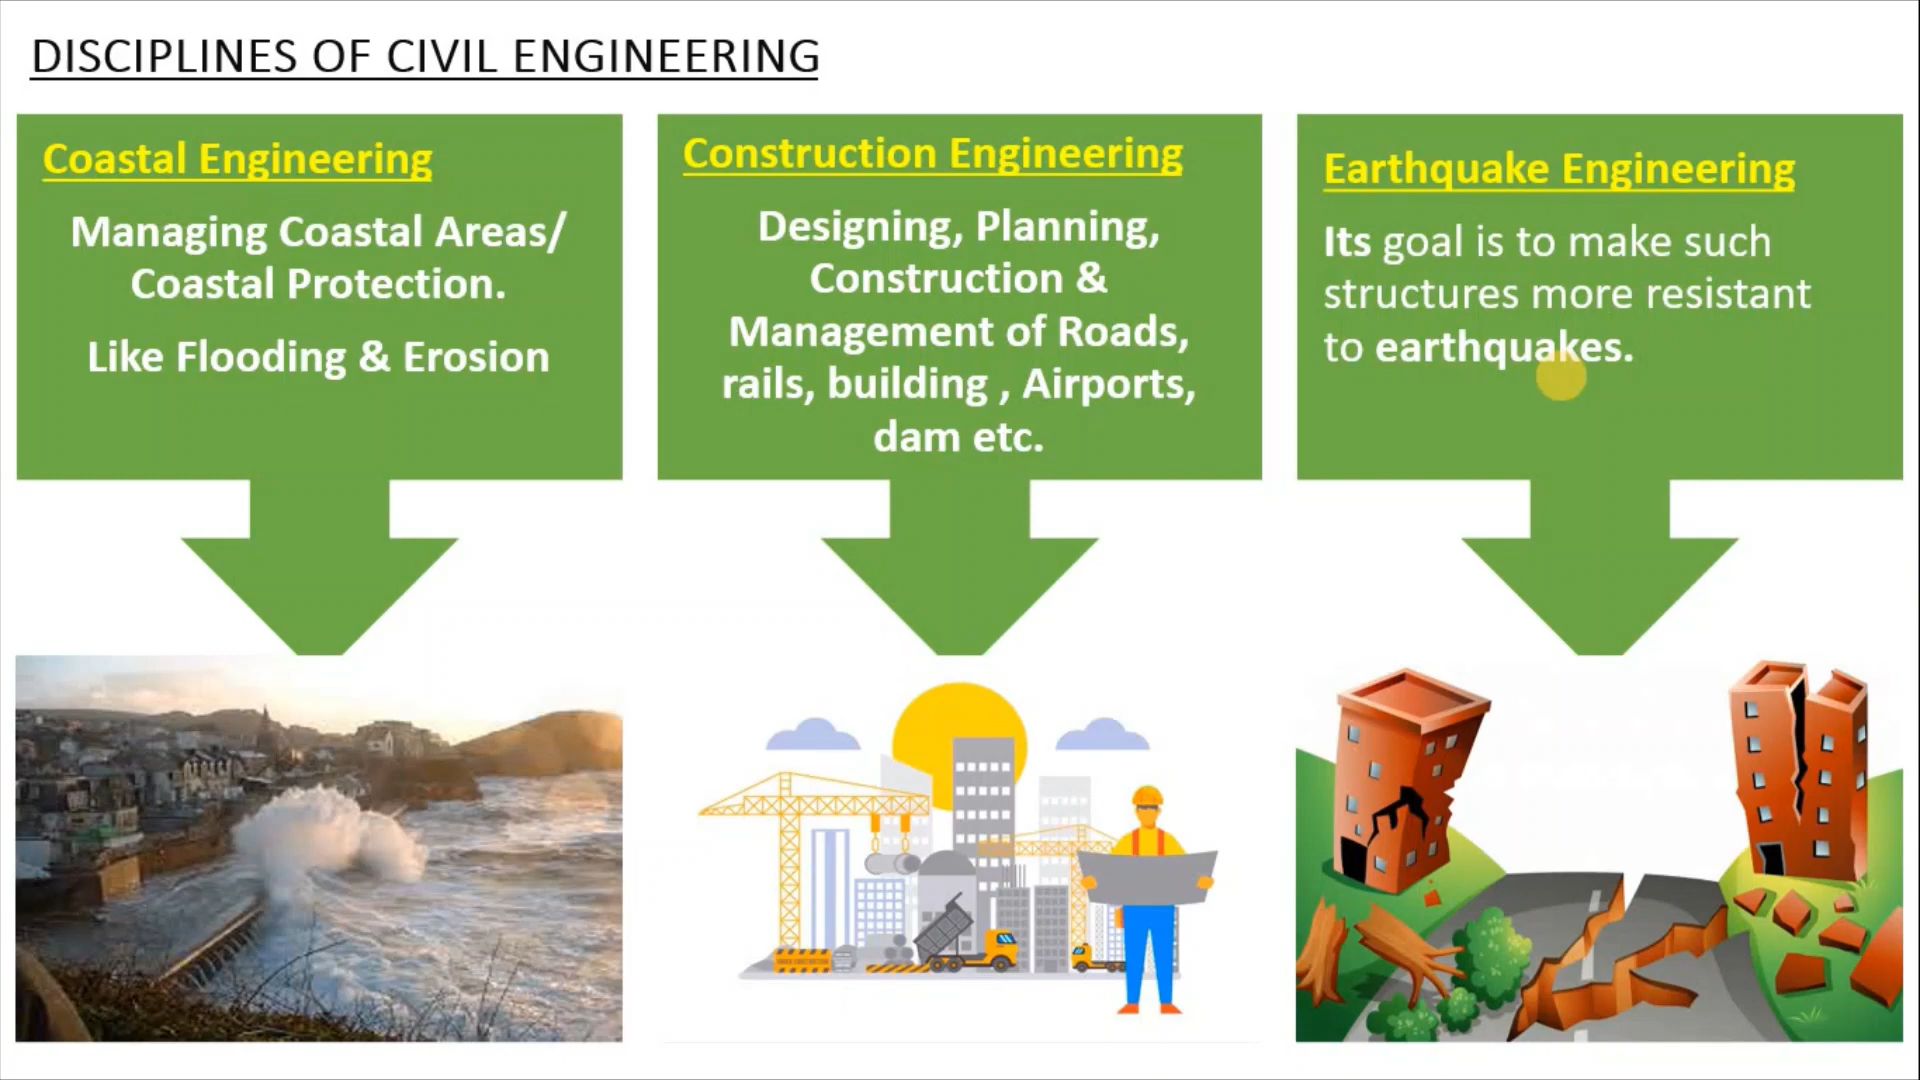 DISCIPLINES OF CIVIL ENGINEERING
Coastal Engineering
Managing Coastal Areas/
Coastal Protection.
Like Flooding & Erosion
Construction Engineering
Designing, Planning,
Construction &
Management of Roads,
rails, building , Airports,
dam etc.
Earthquake Engineering
Its goal is to make such
structures more resistant
to earthquakes.